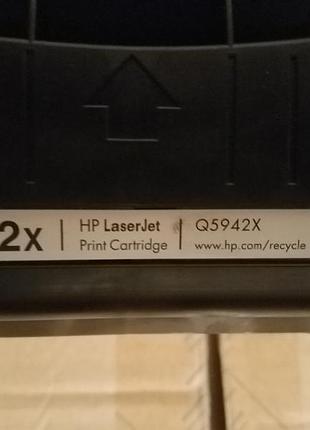 2x
HP LaserJet
Print Cartridge
Q5942X
www.hp.com/recycle